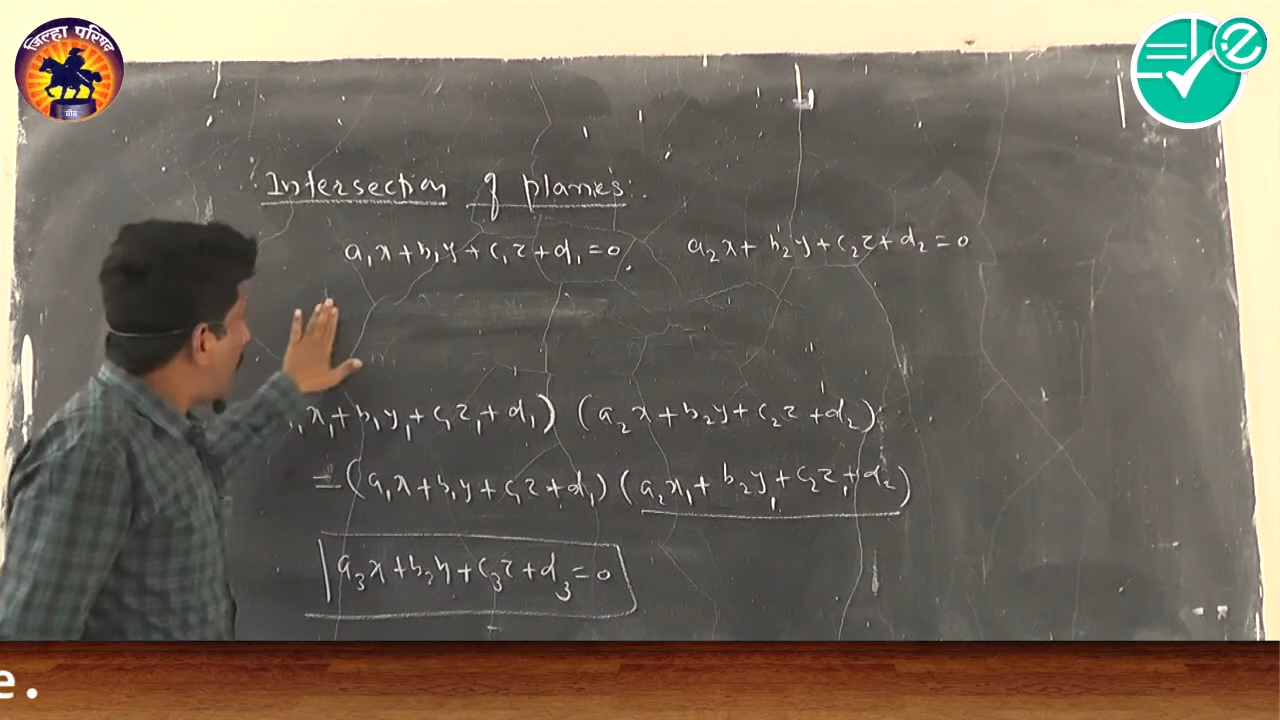 जिल्हा परिषद
बीड
Intersection of planes:
a₁x+b₁y+c₁z+d₁=0, a₂x+b₂y+c₂z+d₂=0
x₁+b₁y₁+c₁z₁+d₁) (a₂x+b₂y+c₂z+d₂)
=(a₁x+b₁y+c₁z+d₁) (a₂x₁+b₂y₁+c₂z₁+d₂)
a₃x+b₃y+c₃z+d₃=0
e.